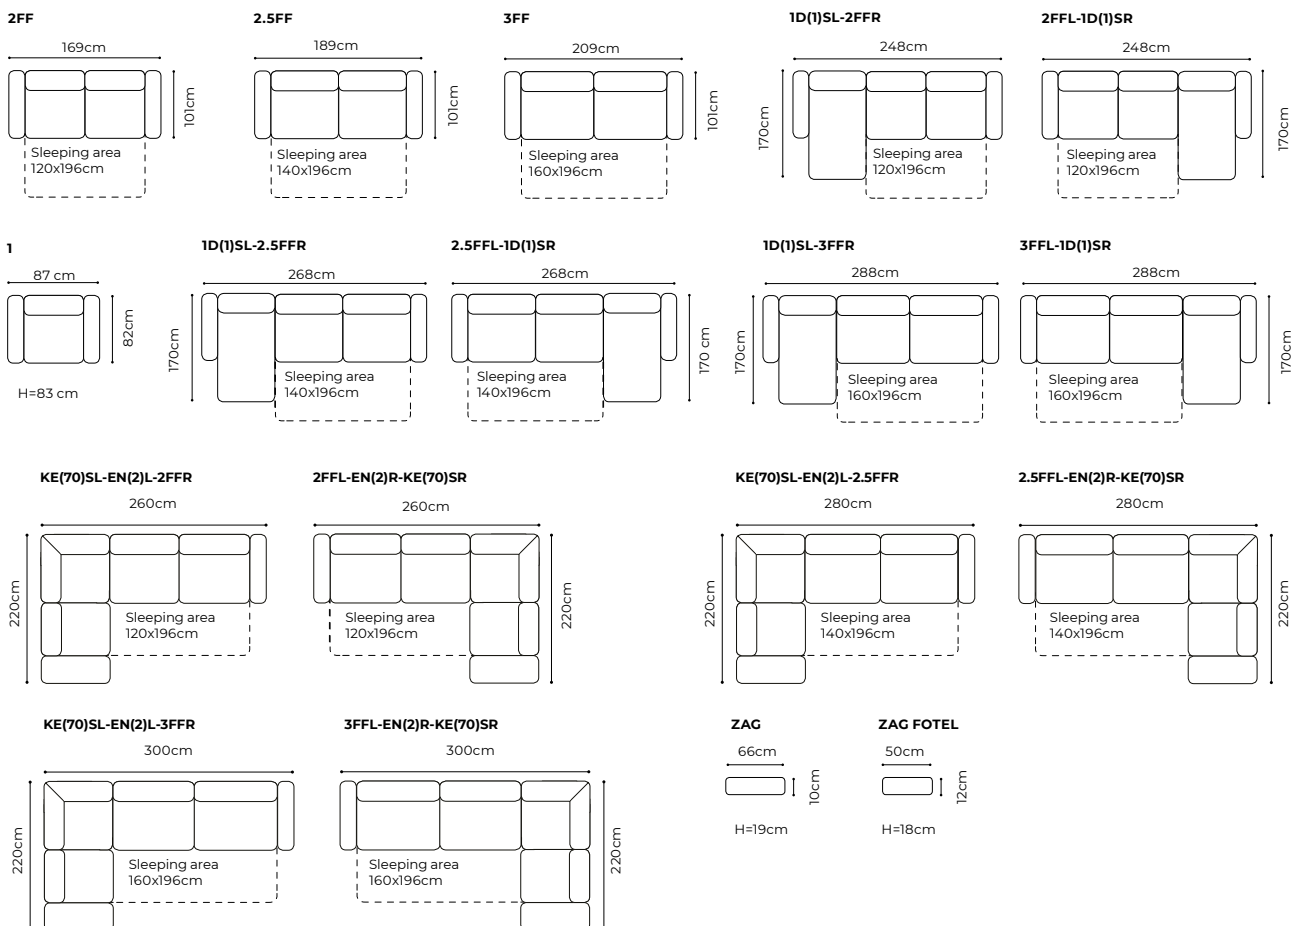 2FF
169cm
101cm
Sleeping area
120x196cm
2.5FF
189cm
101cm
Sleeping area
140x196cm
3FF
209cm
101cm
Sleeping area
160x196cm
1D(1)SL-2FFR
248cm
170cm
Sleeping area
120x196cm
2FFL-1D(1)SR
248cm
170cm
Sleeping area
120x196cm
1
87 cm
82cm
H=83 cm
1D(1)SL-2.5FFR
268cm
170cm
Sleeping area
140x196cm
2.5FFL-1D(1)SR
268cm
170 cm
Sleeping area
140x196cm
1D(1)SL-3FFR
288cm
170cm
Sleeping area
160x196cm
3FFL-1D(1)SR
288cm
170cm
Sleeping area
160x196cm
KE(70)SL-EN(2)L-2FFR
260cm
220cm
Sleeping area
120x196cm
2FFL-EN(2)R-KE(70)SR
260cm
220cm
Sleeping area
120x196cm
KE(70)SL-EN(2)L-2.5FFR
280cm
220cm
Sleeping area
140x196cm
2.5FFL-EN(2)R-KE(70)SR
280cm
220cm
Sleeping area
140x196cm
KE(70)SL-EN(2)L-3FFR
300cm
220cm
Sleeping area
160x196cm
3FFL-EN(2)R-KE(70)SR
300cm
220cm
Sleeping area
160x196cm
ZAG
66cm
10cm
H=19cm
ZAG FOTEL
50cm
12cm
H=18cm